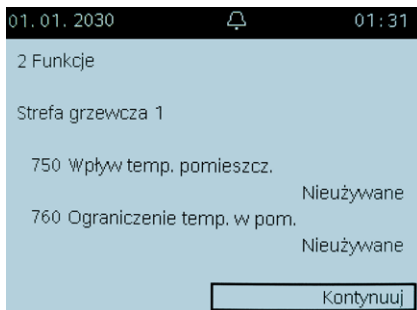 01.01.2030 01:31
2 Funkcje
Strefa grzewcza 1
750 Wpływ temp. pomieszcz.
Nieużywane
760 Ograniczenie temp. w pom.
Nieużywane
Kontynuuj